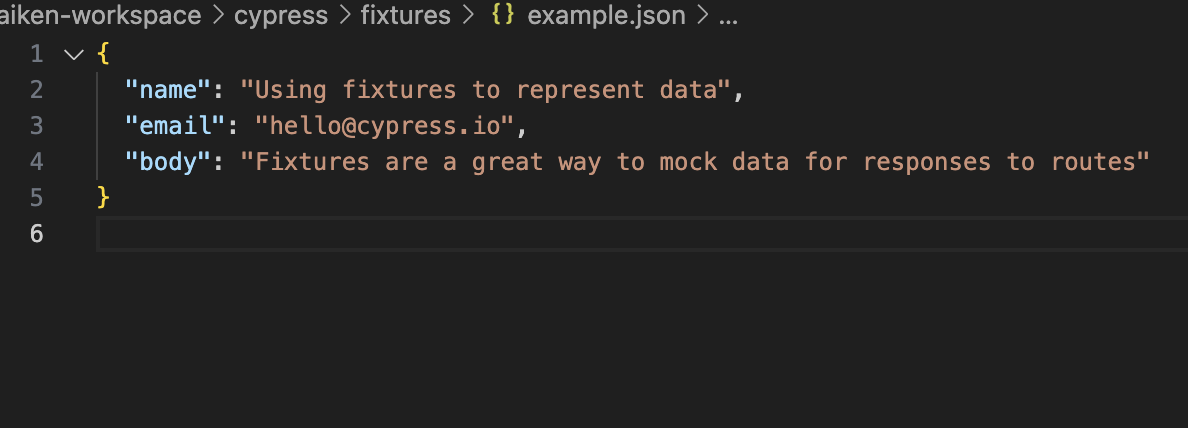 aiken-workspace > cypress > fixtures > {} example.json > ...
1 {
2 "name": "Using fixtures to represent data",
3 "email": "hello@cypress.io",
4 "body": "Fixtures are a great way to mock data for responses to routes"
5 }
6